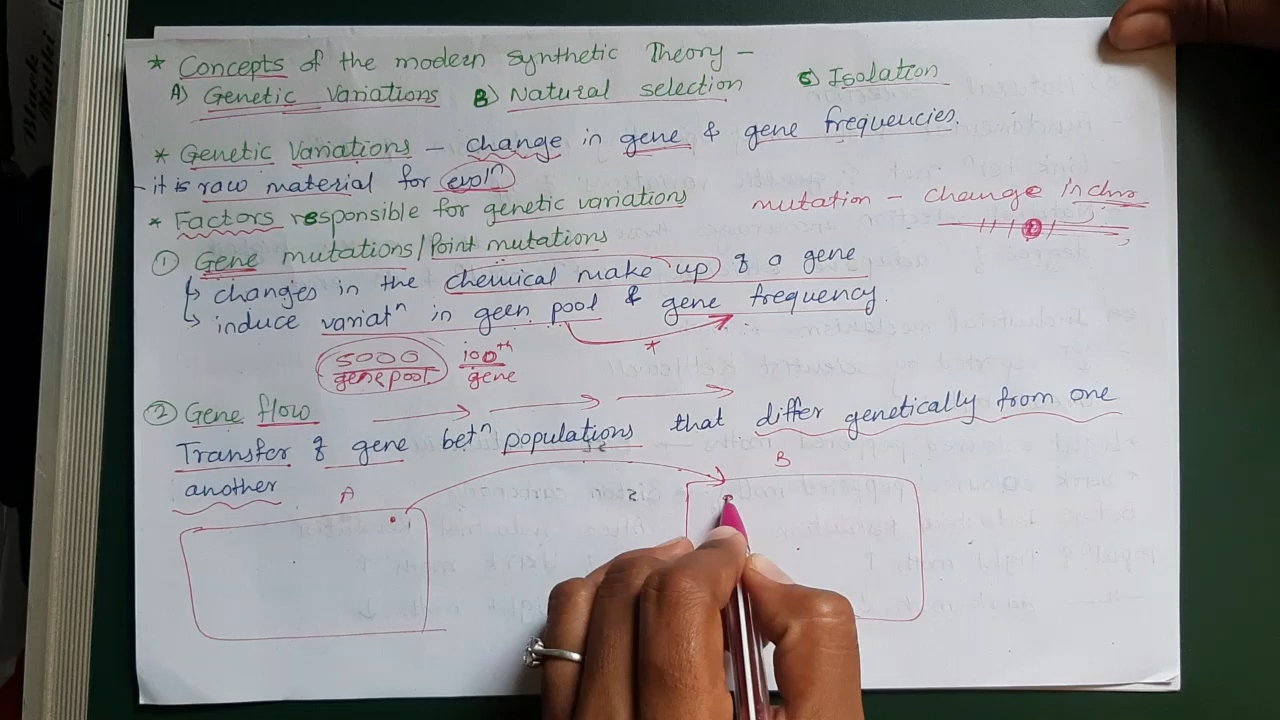 * Concepts of the modern synthetic Theory -
A) Genetic Variations B) Natural selection C) Isolation
* Genetic Variations - change in gene & gene frequencies.
- it is raw material for evolⁿ
* Factors responsible for genetic variations
mutation - change in chro
① Gene mutations/Point mutations
↳ changes in the chemical make up of a gene
↳ induce variatⁿ in geen pool & gene frequency.
*
5000 100th
genepool gene
② Gene flow
Transfer of gene betⁿ populations that differ genetically from one
another
A B